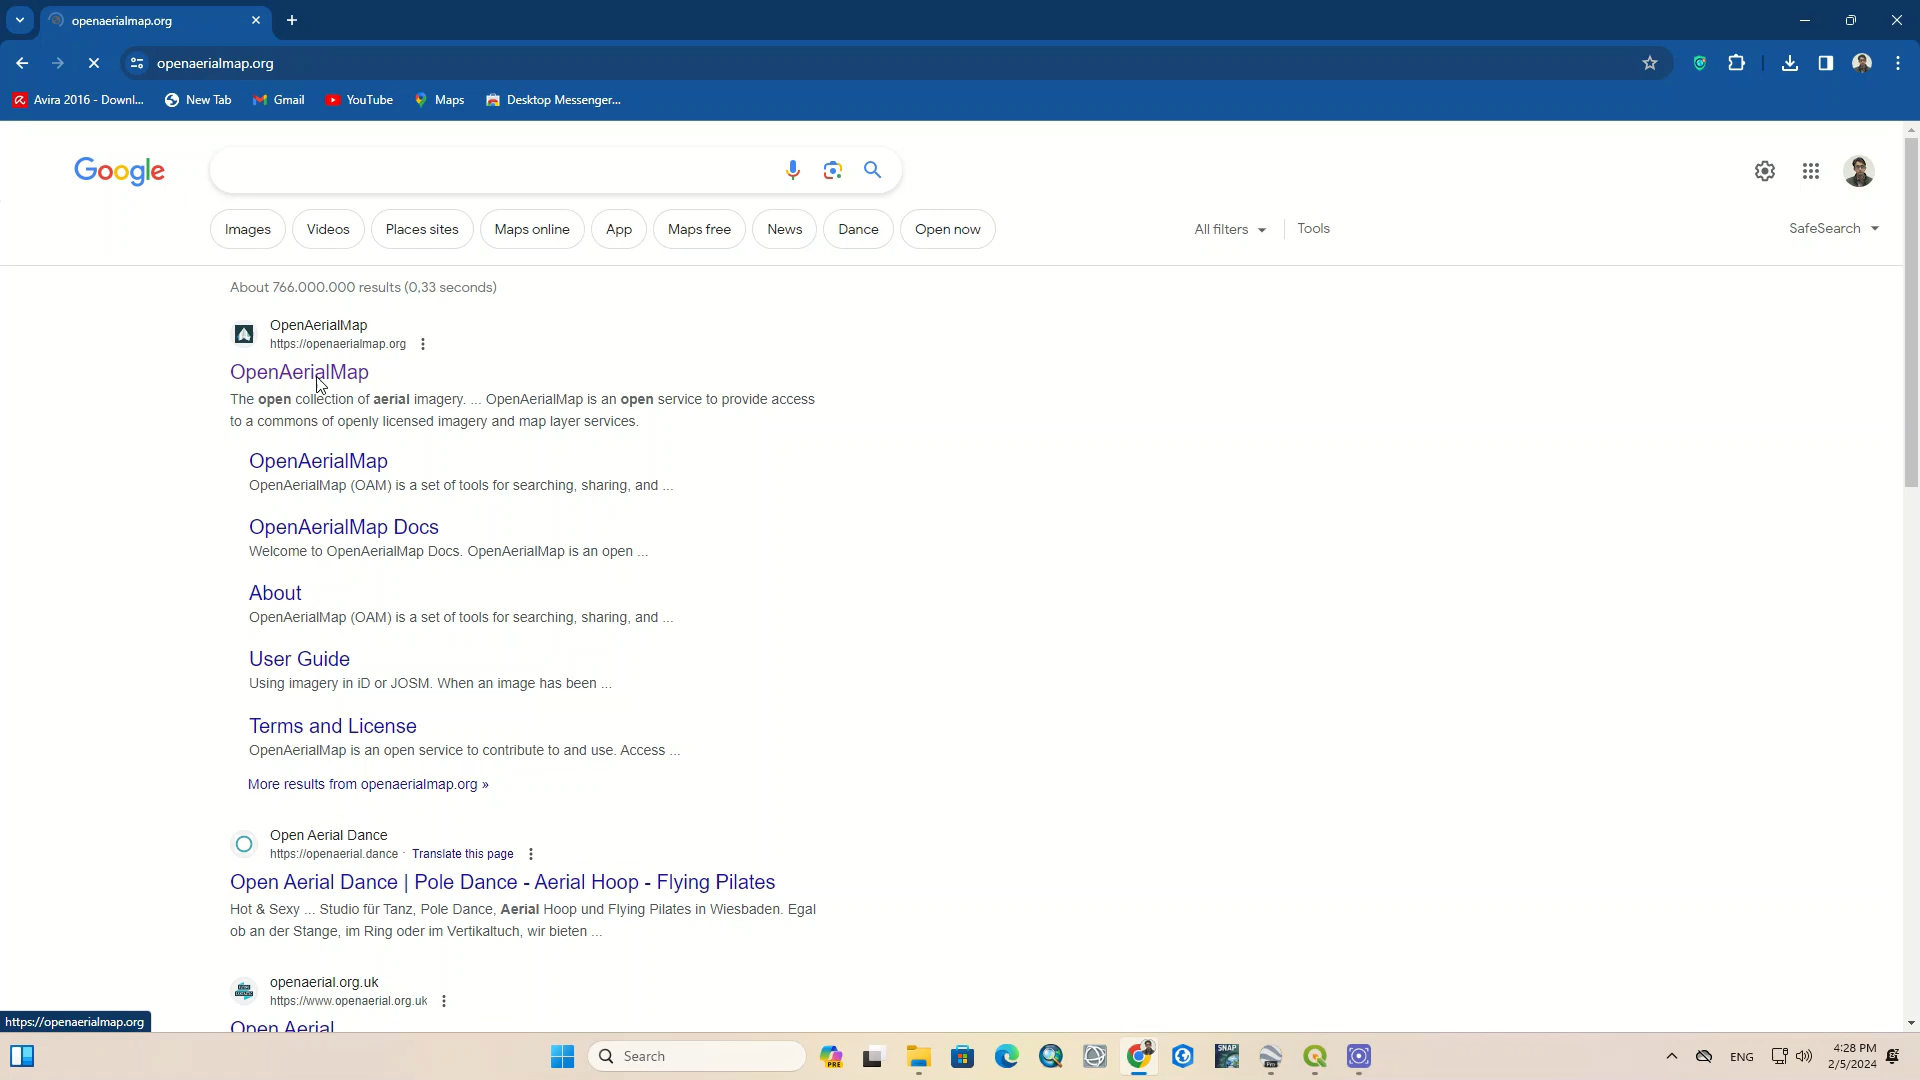 openaerialmap.org
openaerialmap.org
Avira 2016 - Downl... New Tab Gmail YouTube Maps Desktop Messenger...
Google
Images Videos Places sites Maps online App Maps free News Dance Open now All filters Tools SafeSearch
About 766.000.000 results (0,33 seconds)
OpenAerialMap
https://openaerialmap.org
OpenAerialMap
The open collection of aerial imagery. ... OpenAerialMap is an open service to provide access
to a commons of openly licensed imagery and map layer services.
OpenAerialMap
OpenAerialMap (OAM) is a set of tools for searching, sharing, and ...
OpenAerialMap Docs
Welcome to OpenAerialMap Docs. OpenAerialMap is an open ...
About
OpenAerialMap (OAM) is a set of tools for searching, sharing, and ...
User Guide
Using imagery in iD or JOSM. When an image has been ...
Terms and License
OpenAerialMap is an open service to contribute to and use. Access ...
More results from openaerialmap.org »
Open Aerial Dance
https://openaerial.dance · Translate this page
Open Aerial Dance | Pole Dance - Aerial Hoop - Flying Pilates
Hot & Sexy ... Studio für Tanz, Pole Dance, Aerial Hoop und Flying Pilates in Wiesbaden. Egal
ob an der Stange, im Ring oder im Vertikaltuch, wir bieten ...
openaerial.org.uk
https://www.openaerial.org.uk
Open Aerial
https://openaerialmap.org
Search PRE SNAP Pro ENG 4:28 PM
2/5/2024